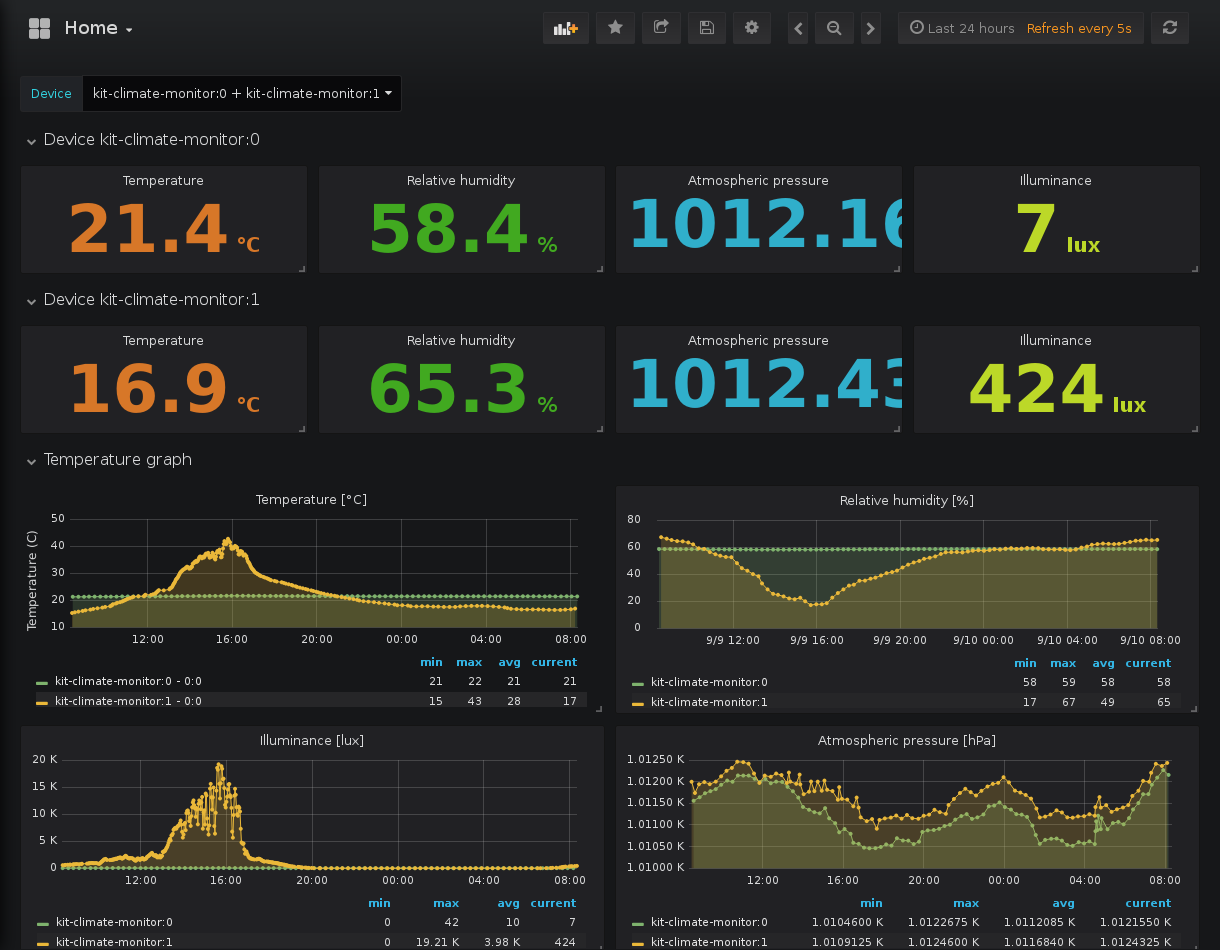 Home
Last 24 hours Refresh every 5s
Device kit-climate-monitor:0 + kit-climate-monitor:1
Device kit-climate-monitor:0
Temperature Relative humidity Atmospheric pressure Illuminance
21.4 °C 58.4 % 1012.16 7 lux
Device kit-climate-monitor:1
Temperature Relative humidity Atmospheric pressure Illuminance
16.9 °C 65.3 % 1012.43 424 lux
Temperature graph
Temperature [°C]
Temperature (C)
50
40
30
20
10
12:00 16:00 20:00 00:00 04:00 08:00
min max avg current
kit-climate-monitor:0 - 0:0 21 22 21 21
kit-climate-monitor:1 - 0:0 15 43 28 17
Relative humidity [%]
80
60
40
20
0
9/9 12:00 9/9 16:00 9/9 20:00 9/10 00:00 9/10 04:00 9/10 08:00
min max avg current
kit-climate-monitor:0 58 59 58 58
kit-climate-monitor:1 17 67 49 65
Illuminance [lux]
20 K
15 K
10 K
5 K
0
12:00 16:00 20:00 00:00 04:00 08:00
min max avg current
kit-climate-monitor:0 0 42 10 7
kit-climate-monitor:1 0 19.21 K 3.98 K 424
Atmospheric pressure [hPa]
1.01250 K
1.01200 K
1.01150 K
1.01100 K
1.01050 K
1.01000 K
12:00 16:00 20:00 00:00 04:00 08:00
min max avg current
kit-climate-monitor:0 1.0104600 K 1.0122675 K 1.0112085 K 1.0121550 K
kit-climate-monitor:1 1.0109125 K 1.0124600 K 1.0116840 K 1.0124325 K